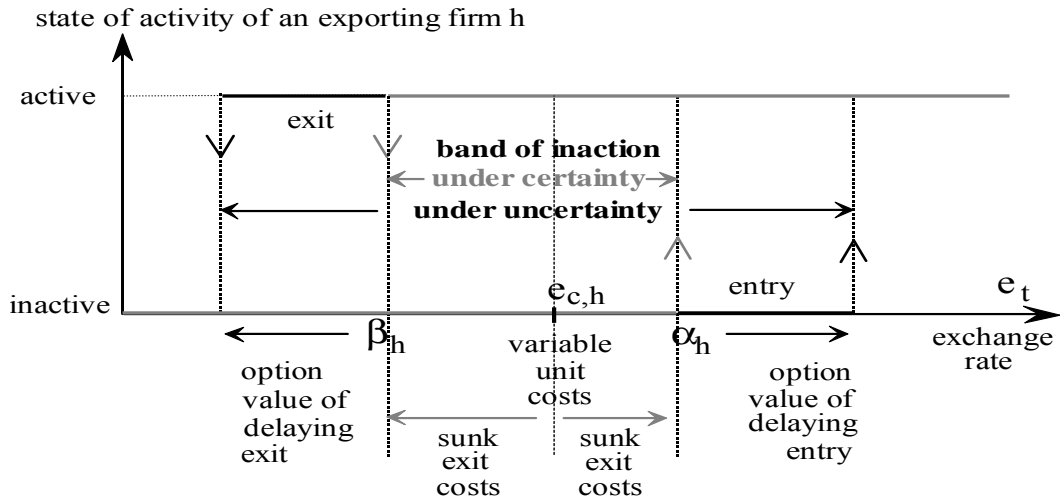 state of activity of an exporting firm h
active
exit
band of inaction
under certainty
under uncertainty
inactive
e_c,h
entry
e_t
β_h
α_h
exchange
rate
variable
unit
costs
option
value of
delaying
exit
option
value of
delaying
entry
sunk
exit
costs
sunk
exit
costs